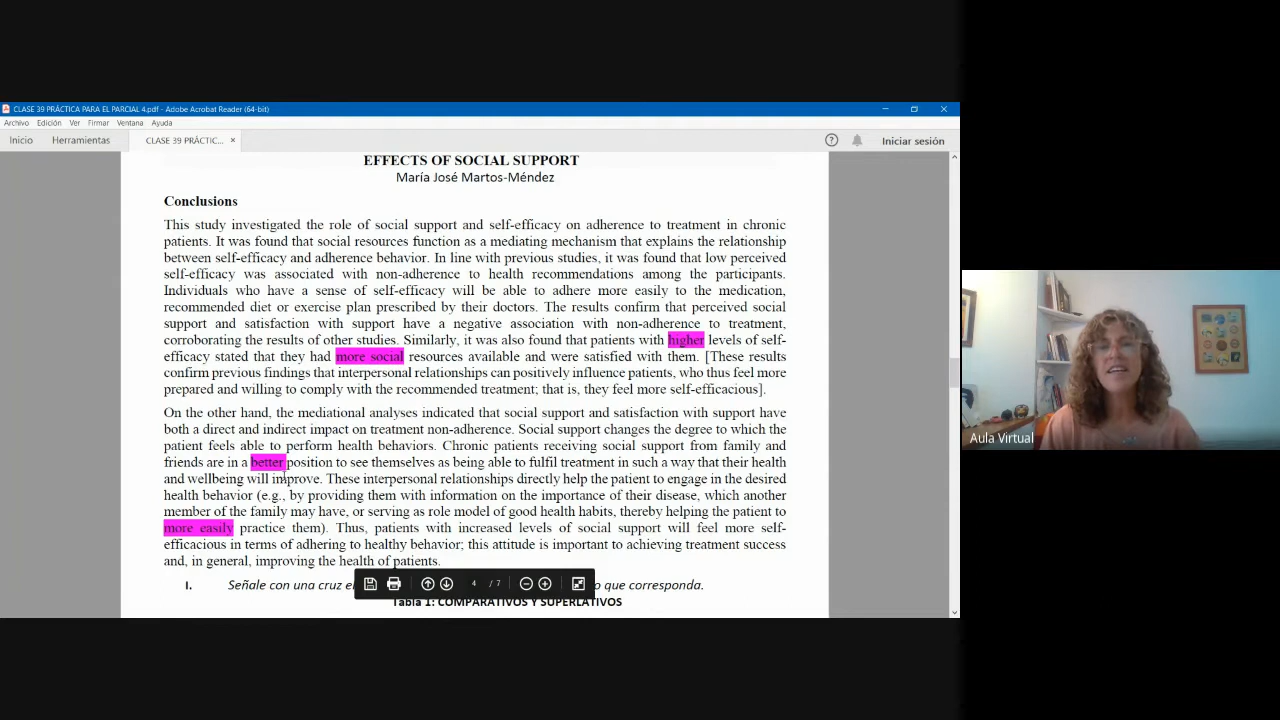 CLASE 39 PRÁCTICA PARA EL PARCIAL 4.pdf - Adobe Acrobat Reader (64-bit)
Archivo Edición Ver Firmar Ventana Ayuda
Inicio Herramientas CLASE 39 PRÁCTIC... × Iniciar sesión
EFFECTS OF SOCIAL SUPPORT
María José Martos-Méndez
Conclusions
This study investigated the role of social support and self-efficacy on adherence to treatment in chronic
patients. It was found that social resources function as a mediating mechanism that explains the relationship
between self-efficacy and adherence behavior. In line with previous studies, it was found that low perceived
self-efficacy was associated with non-adherence to health recommendations among the participants.
Individuals who have a sense of self-efficacy will be able to adhere more easily to the medication,
recommended diet or exercise plan prescribed by their doctors. The results confirm that perceived social
support and satisfaction with support have a negative association with non-adherence to treatment,
corroborating the results of other studies. Similarly, it was also found that patients with higher levels of self-
efficacy stated that they had more social resources available and were satisfied with them. [These results
confirm previous findings that interpersonal relationships can positively influence patients, who thus feel more
prepared and willing to comply with the recommended treatment; that is, they feel more self-efficacious].
On the other hand, the mediational analyses indicated that social support and satisfaction with support have
both a direct and indirect impact on treatment non-adherence. Social support changes the degree to which the
patient feels able to perform health behaviors. Chronic patients receiving social support from family and
friends are in a better position to see themselves as being able to fulfil treatment in such a way that their health
and wellbeing will improve. These interpersonal relationships directly help the patient to engage in the desired
health behavior (e.g., by providing them with information on the importance of their disease, which another
member of the family may have, or serving as role model of good health habits, thereby helping the patient to
more easily practice them). Thus, patients with increased levels of social support will feel more self-
efficacious in terms of adhering to healthy behavior; this attitude is important to achieving treatment success
and, in general, improving the health of patients.
I. Señale con una cruz e o que corresponda.
4 / 7
Tabla 1: COMPARATIVOS Y SUPERLATIVOS
Aula Virtual